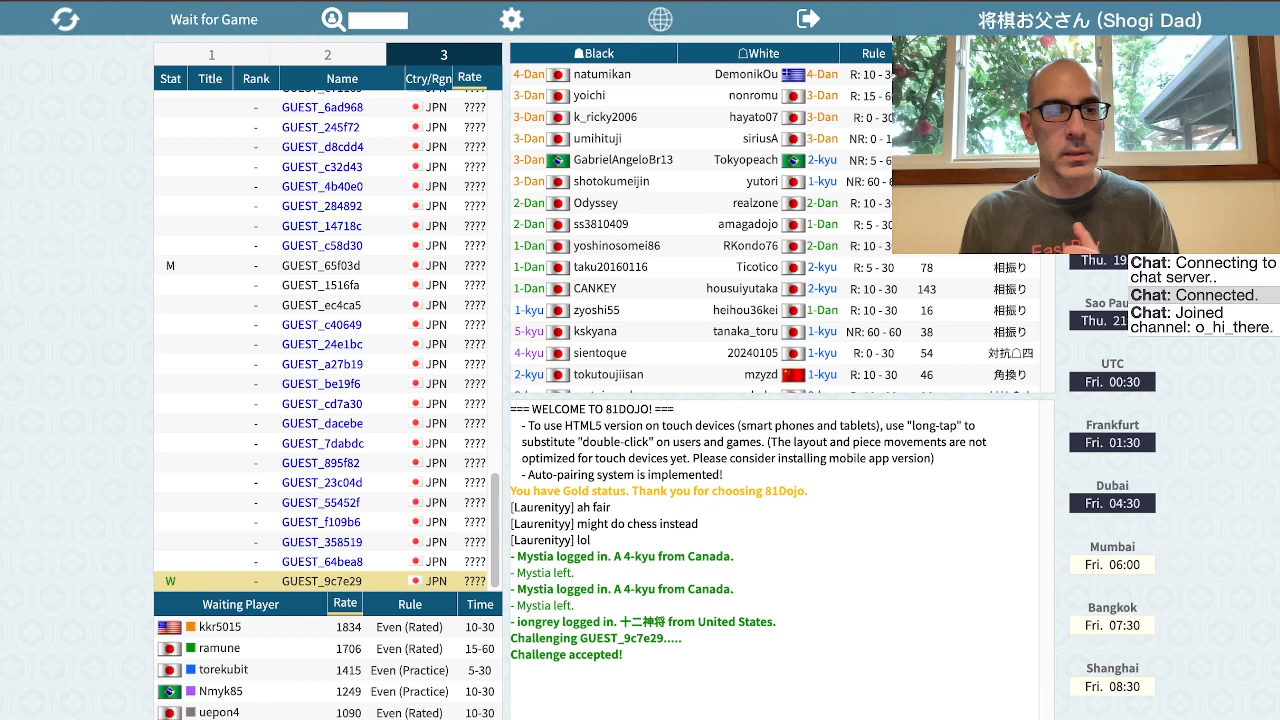 Wait for Game
将棋お父さん (Shogi Dad)
1 2 3
Stat Title Rank Name Ctry/Rgn Rate
- GUEST_6ad968 JPN ????
- GUEST_245f72 JPN ????
- GUEST_d8cdd4 JPN ????
- GUEST_c32d43 JPN ????
- GUEST_4b40e0 JPN ????
- GUEST_284892 JPN ????
- GUEST_14718c JPN ????
- GUEST_c58d30 JPN ????
M - GUEST_65f03d JPN ????
- GUEST_1516fa JPN ????
- GUEST_ec4ca5 JPN ????
- GUEST_c40649 JPN ????
- GUEST_24e1bc JPN ????
- GUEST_a27b19 JPN ????
- GUEST_be19f6 JPN ????
- GUEST_cd7a30 JPN ????
- GUEST_dacebe JPN ????
- GUEST_7dabdc JPN ????
- GUEST_895f82 JPN ????
- GUEST_23c04d JPN ????
- GUEST_55452f JPN ????
- GUEST_f109b6 JPN ????
- GUEST_358519 JPN ????
- GUEST_64bea8 JPN ????
W - GUEST_9c7e29 JPN ????
Waiting Player Rate Rule Time
kkr5015 1834 Even (Rated) 10-30
ramune 1706 Even (Rated) 15-60
torekubit 1415 Even (Practice) 5-30
Nmyk85 1249 Even (Practice) 10-30
uepon4 1090 Even (Rated) 10-30
☗Black ☖White Rule
4-Dan natumikan DemonikOu 4-Dan R: 10 - 3
3-Dan yoichi nonromu 3-Dan R: 15 - 6
3-Dan k_ricky2006 hayato07 3-Dan R: 0 - 30
3-Dan umihituji siriusA 3-Dan NR: 0 - 1
3-Dan GabrielAngeloBr13 Tokyopeach 2-kyu NR: 5 - 6
3-Dan shotokumeijin yutori 1-kyu NR: 60 - 6
2-Dan Odyssey realzone 2-Dan R: 10 - 30
2-Dan ss3810409 amagadojo 1-Dan R: 5 - 30
1-Dan yoshinosomei86 RKondo76 2-Dan R: 10 - 30
1-Dan taku20160116 Ticotico 2-kyu R: 5 - 30 78 相振り
1-Dan CANKEY housuiyutaka 2-kyu R: 10 - 30 143 相振り
1-kyu zyoshi55 heihou36kei 1-Dan R: 10 - 30 16 相振り
5-kyu kskyana tanaka_toru 1-kyu NR: 60 - 60 38 相振り
4-kyu sientoque 20240105 1-kyu R: 0 - 30 54 対抗☖四
2-kyu tokutoujiisan mzyzd 1-kyu R: 10 - 30 46 角換り
=== WELCOME TO 81DOJO! ===
- To use HTML5 version on touch devices (smart phones and tablets), use "long-tap" to
substitute "double-click" on users and games. (The layout and piece movements are not
optimized for touch devices yet. Please consider installing mobile app version)
- Auto-pairing system is implemented!
You have Gold status. Thank you for choosing 81Dojo.
[Laurenityy] ah fair
[Laurenityy] might do chess instead
[Laurenityy] lol
- Mystia logged in. A 4-kyu from Canada.
- Mystia left.
- Mystia logged in. A 4-kyu from Canada.
- Mystia left.
- iongrey logged in. 十二神将 from United States.
Challenging GUEST_9c7e29.....
Challenge accepted!
Chat: Connecting to
chat server..
Chat: Connected.
Chat: Joined
channel: o_hi_there.
Thu. 19
Sao Pau
Thu. 21
UTC
Fri. 00:30
Frankfurt
Fri. 01:30
Dubai
Fri. 04:30
Mumbai
Fri. 06:00
Bangkok
Fri. 07:30
Shanghai
Fri. 08:30